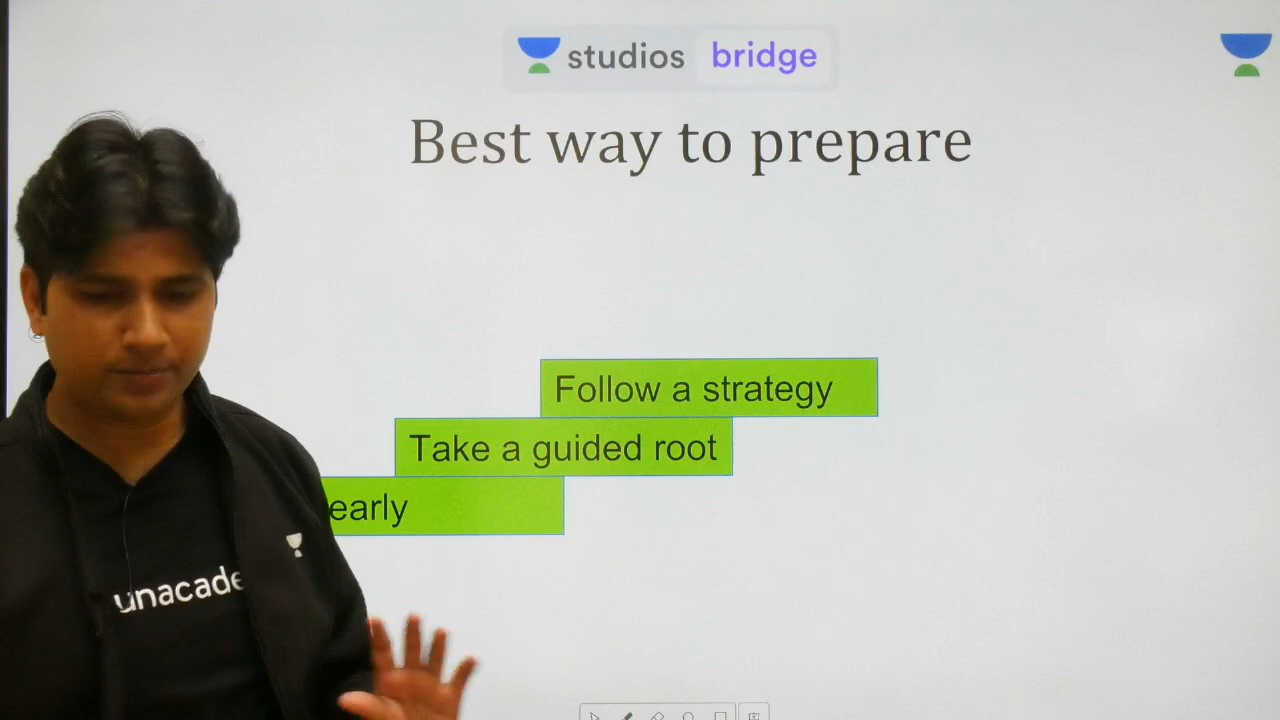 studios bridge
Best way to prepare
Follow a strategy
Take a guided root
early
unacade